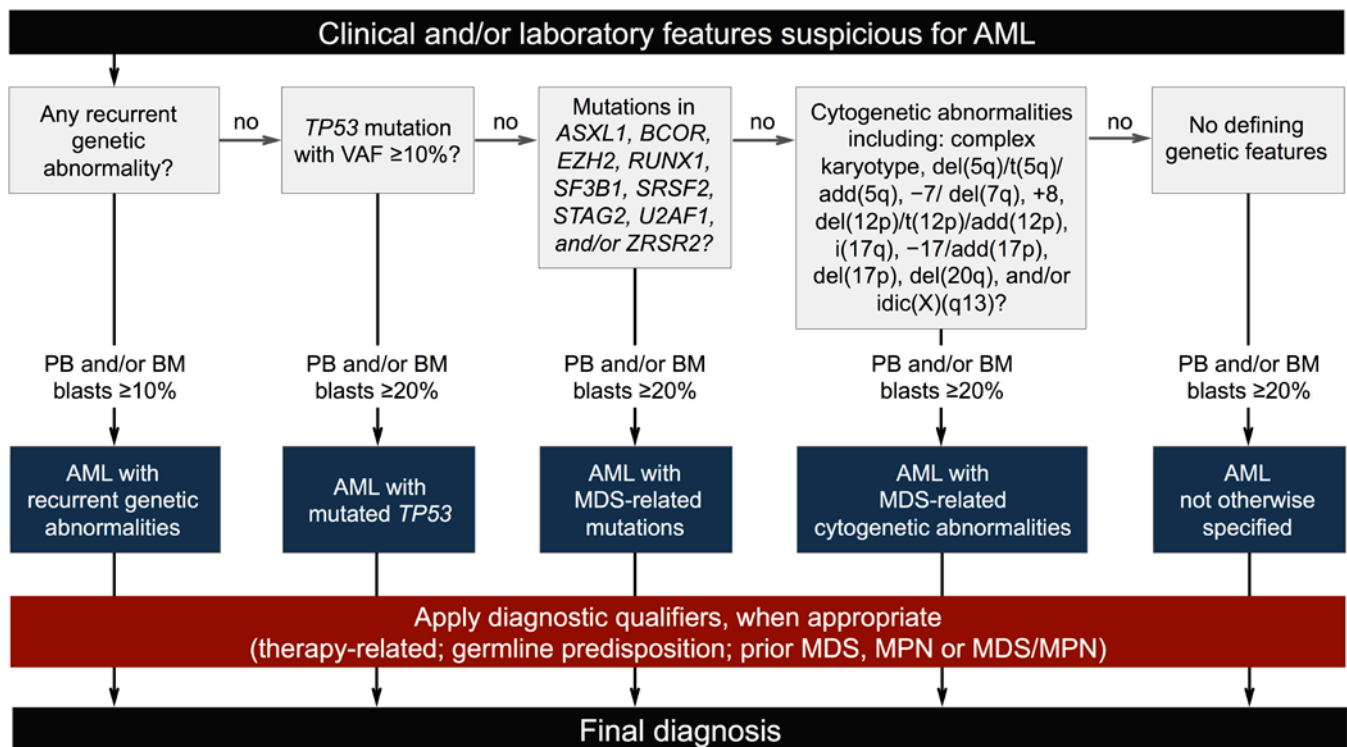 Clinical and/or laboratory features suspicious for AML
Any recurrent
genetic
abnormality?
no
TP53 mutation
with VAF ≥10%?
no
Mutations in
ASXL1, BCOR,
EZH2, RUNX1,
SF3B1, SRSF2,
STAG2, U2AF1,
and/or ZRSR2?
no
Cytogenetic abnormalities
including: complex
karyotype, del(5q)/t(5q)/
add(5q), −7/ del(7q), +8,
del(12p)/t(12p)/add(12p),
i(17q), −17/add(17p),
del(17p), del(20q), and/or
idic(X)(q13)?
no
No defining
genetic features
PB and/or BM
blasts ≥10%
PB and/or BM
blasts ≥20%
PB and/or BM
blasts ≥20%
PB and/or BM
blasts ≥20%
PB and/or BM
blasts ≥20%
AML with
recurrent genetic
abnormalities
AML with
mutated TP53
AML with
MDS-related
mutations
AML with
MDS-related
cytogenetic abnormalities
AML
not otherwise
specified
Apply diagnostic qualifiers, when appropriate
(therapy-related; germline predisposition; prior MDS, MPN or MDS/MPN)
Final diagnosis